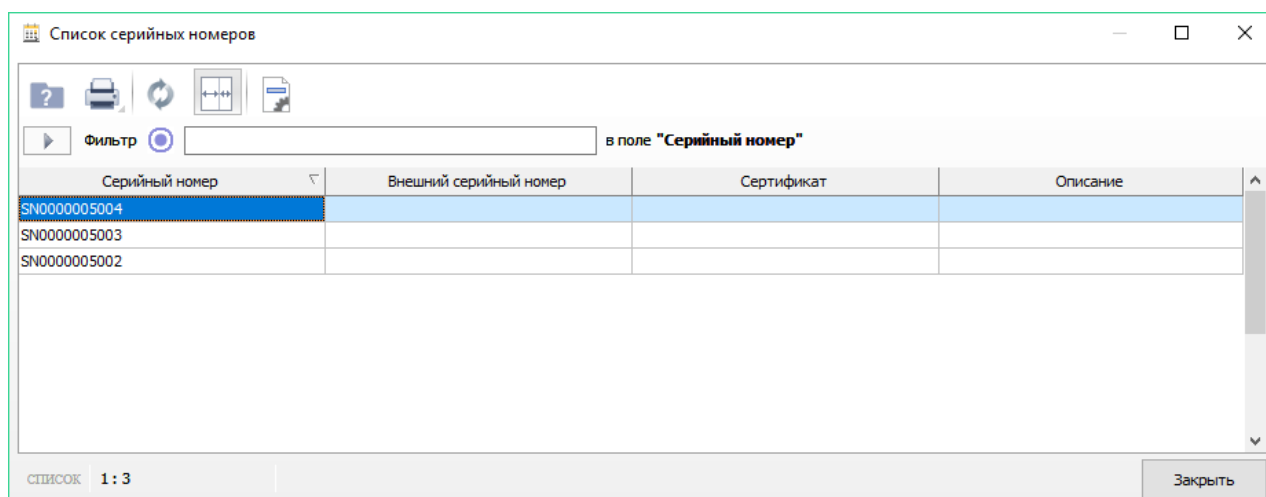 Список серийных номеров
Фильтр в поле "Серийный номер"
Серийный номер Внешний серийный номер Сертификат Описание
SN0000005004
SN0000005003
SN0000005002
список 1:3 Закрыть